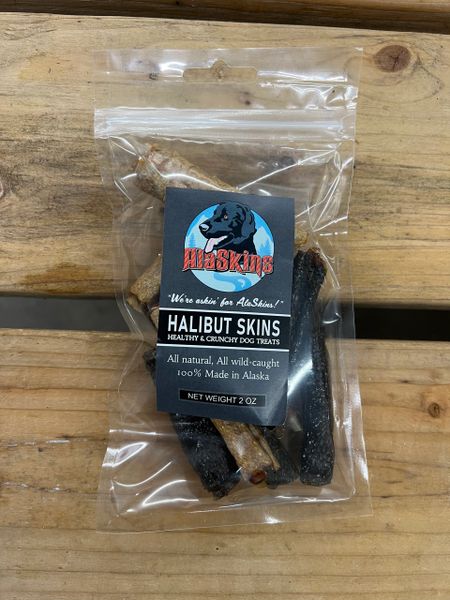 AlaSkins
"We're askin' for AlaSkins!"
HALIBUT SKINS
HEALTHY & CRUNCHY DOG TREATS
All natural, All wild-caught
100% Made in Alaska
NET WEIGHT 2 OZ